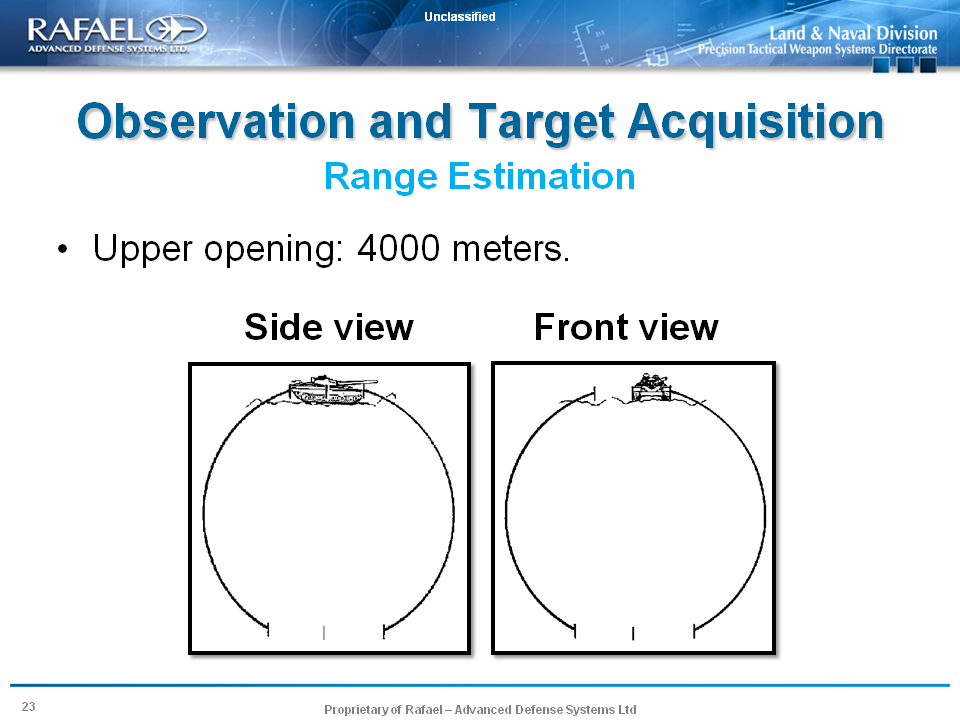 Unclassified
RAFAEL
ADVANCED DEFENSE SYSTEMS LTD.
Land & Naval Division
Precision Tactical Weapon Systems Directorate
Observation and Target Acquisition
Range Estimation
• Upper opening: 4000 meters.
Side view
Front view
23
Proprietary of Rafael – Advanced Defense Systems Ltd